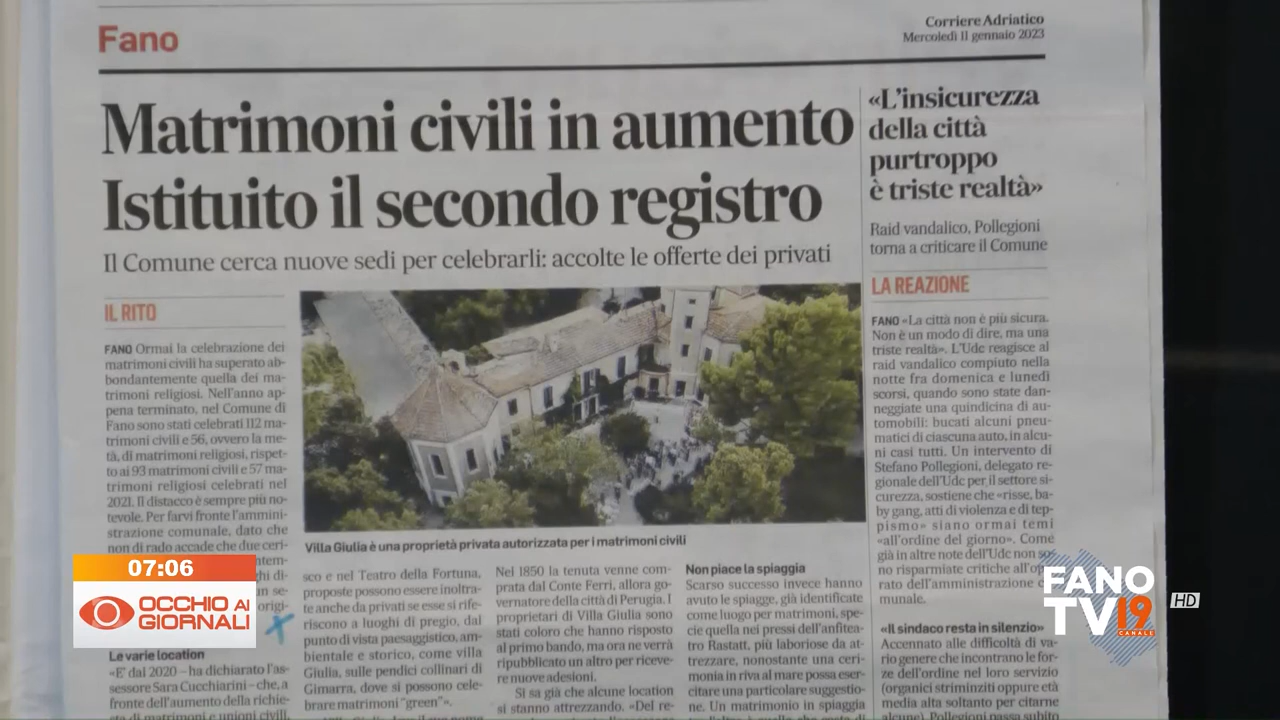 Fano
Corriere Adriatico
Mercoledì 11 gennaio 2023
Matrimoni civili in aumento
Istituito il secondo registro
Il Comune cerca nuove sedi per celebrarli: accolte le offerte dei privati
IL RITO
FANO Ormai la celebrazione dei
matrimoni civili ha superato ab-
bondantemente quella dei ma-
trimoni religiosi. Nell'anno ap-
pena terminato, nel Comune di
Fano sono stati celebrati 112 ma-
trimoni civili e 56, ovvero la me-
tà, di matrimoni religiosi, rispet-
to ai 93 matrimoni civili e 57 ma-
trimoni religiosi celebrati nel
2021. Il distacco è sempre più no-
tevole. Per farvi fronte l'ammini-
strazione comunale, dato che
non di rado accade che due ceri-
Le varie location
«E' dal 2020 – ha dichiarato l'as-
sessore Sara Cucchiarini – che, a
fronte dell'aumento della richie-
sta di matrimoni e unioni civili,
Villa Giulia è una proprietà privata autorizzata per i matrimoni civili
sco e nel Teatro della Fortuna,
proposte possono essere inoltra-
te anche da privati se esse si rife-
riscono a luoghi di pregio, dal
punto di vista paesaggistico, am-
bientale e storico, come villa
Giulia, sulle pendici collinari di
Gimarra, dove si possono cele-
brare matrimoni "green"».
Nel 1850 la tenuta venne com-
prata dal Conte Ferri, allora go-
vernatore della città di Perugia. I
proprietari di Villa Giulia sono
stati coloro che hanno risposto
al primo bando, ma ora ne verrà
ripubblicato un altro per riceve-
re nuove adesioni.
Si sa già che alcune location
si stanno attrezzando. «Del re-
Non piace la spiaggia
Scarso successo invece hanno
avuto le spiagge, già identificate
come luogo per matrimoni, spe-
cie quella nei pressi dell'anfitea-
tro Rastatt, più laboriose da at-
trezzare, nonostante una ceri-
monia in riva al mare possa eser-
citare una particolare suggestio-
ne. Un matrimonio in spiaggia
«L'insicurezza
della città
purtroppo
è triste realtà»
Raid vandalico, Pollegioni
torna a criticare il Comune
LA REAZIONE
FANO «La città non è più sicura.
Non è un modo di dire, ma una
triste realtà». L'Udc reagisce al
raid vandalico compiuto nella
notte fra domenica e lunedì
scorsi, quando sono state dan-
neggiate una quindicina di au-
tomobili: bucati alcuni pneu-
matici di ciascuna auto, in alcu-
ni casi tutti. Un intervento di
Stefano Pollegioni, delegato re-
gionale dell'Udc per il settore si-
curezza, sostiene che «risse, ba-
by gang, atti di violenza e di tep-
pismo» siano ormai temi
«all'ordine del giorno». Come
già in altre note dell'Udc non so-
no risparmiate critiche all'ope-
rato dell'amministrazione co-
munale.
«Il sindaco resta in silenzio»
Accennato alle difficoltà di va-
rio genere che incontrano le for-
ze dell'ordine nel loro servizio
(organici striminziti oppure età
media alta soltanto per citarne
alcune) Pollegioni passa subito
07:06
OCCHIO AI
GIORNALI
FANO
TV19
CANALE
HD